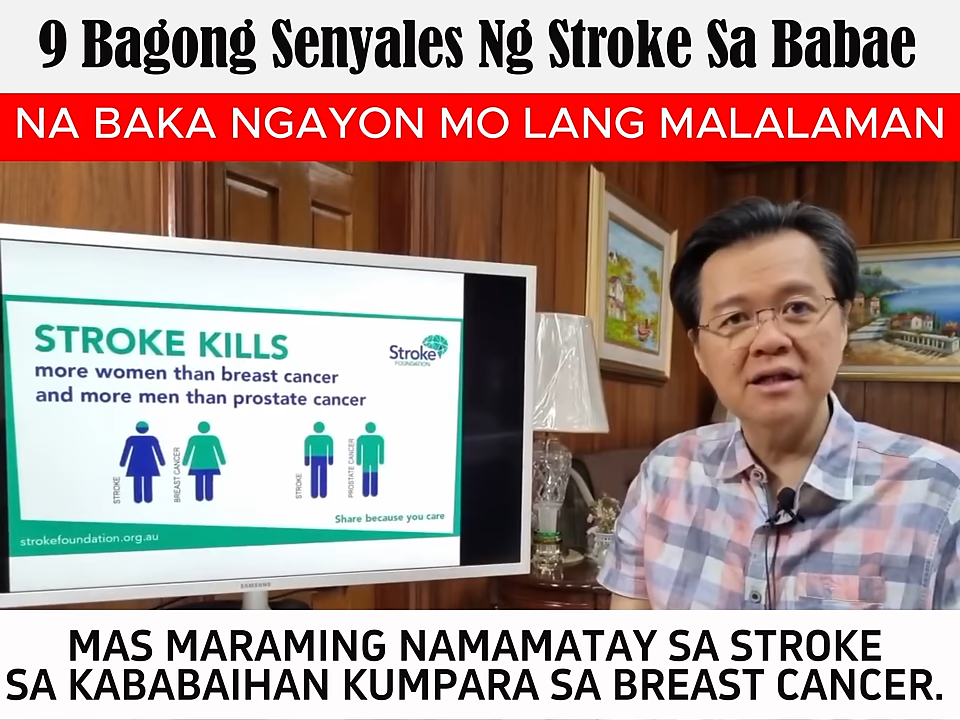 9 Bagong Senyales Ng Stroke Sa Babae
NA BAKA NGAYON MO LANG MALALAMAN
STROKE KILLS
more women than breast cancer
and more men than prostate cancer
Stroke
FOUNDATION
STROKE
BREAST CANCER
STROKE
PROSTATE CANCER
Share because you care
strokefoundation.org.au
SAMSUNG
MAS MARAMING NAMAMATAY SA STROKE
SA KABABAIHAN KUMPARA SA BREAST CANCER.